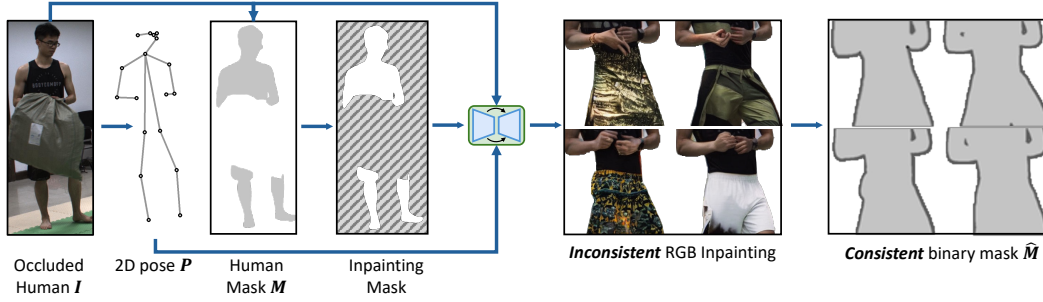 Occluded
Human I
2D pose P
Human
Mask M
Inpainting
Mask
Inconsistent RGB Inpainting
Consistent binary mask M̂